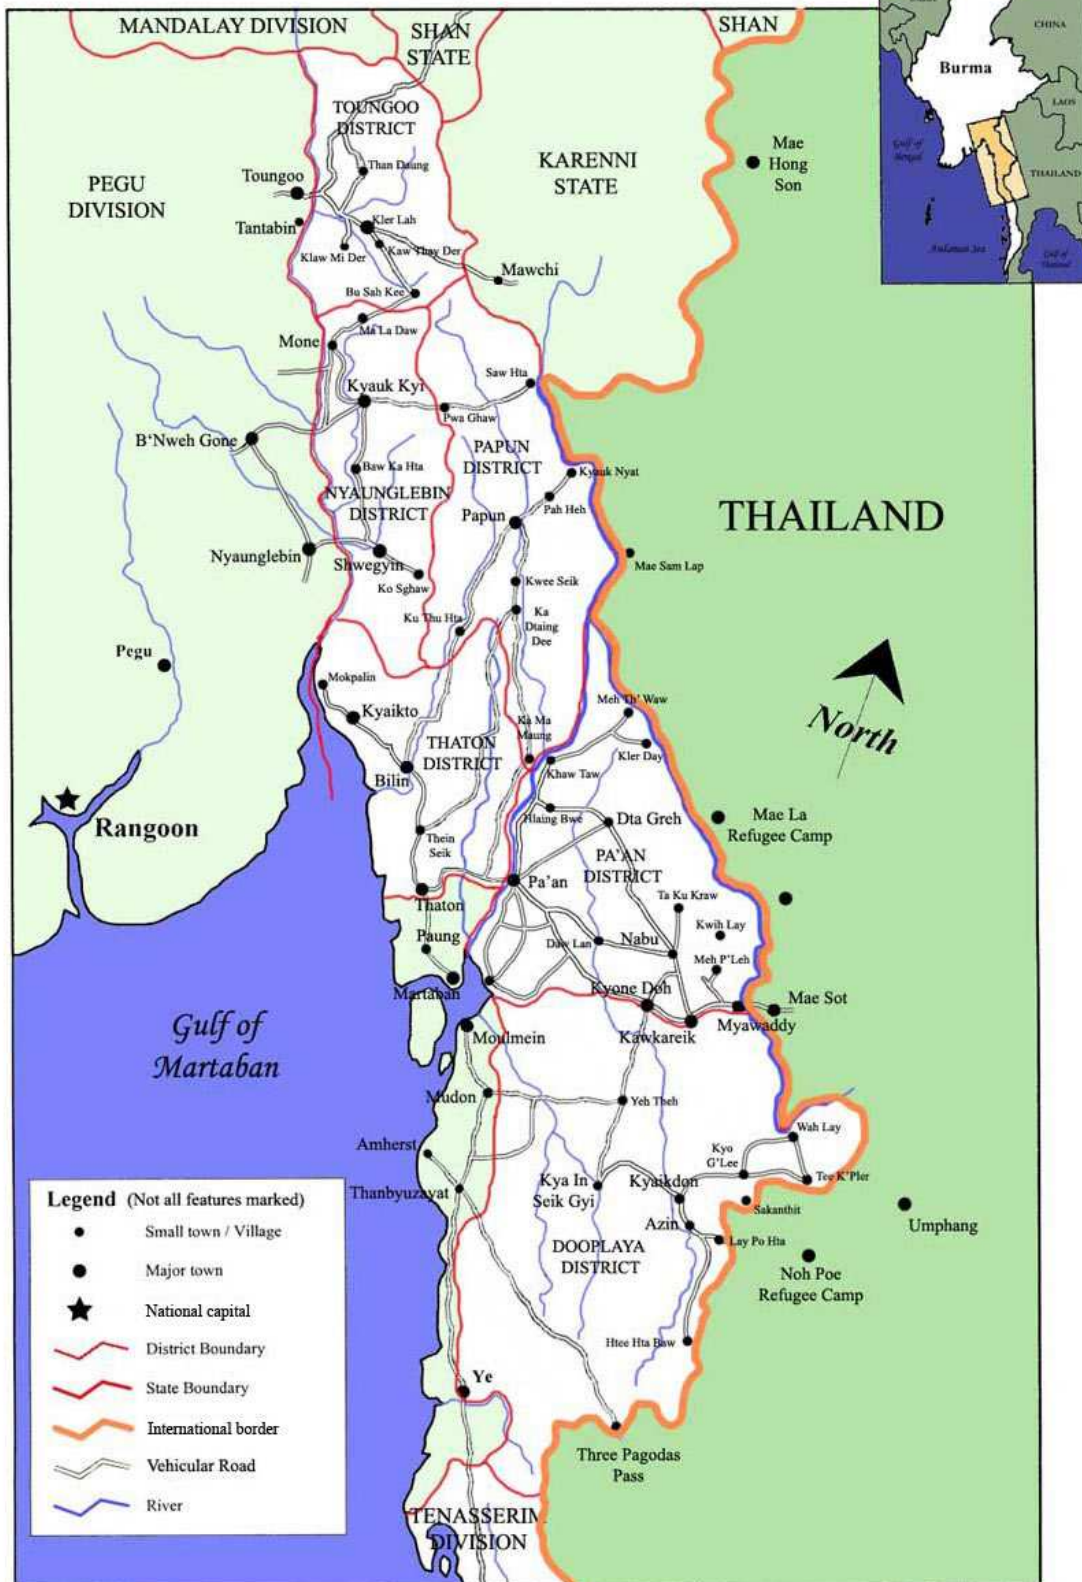 MANDALAY DIVISION
SHAN
STATE
SHAN
CHINA
Burma
LAOS
Gulf of
Bengal
THAILAND
Andaman Sea
Gulf of
Thailand
TOUNGOO
DISTRICT
Than Daung
Toungoo
Tantabin
Kler Lah
Klaw Mi Der
Kaw Thay Der
Mawchi
Bu Sah Kee
PEGU
DIVISION
KARENNI
STATE
Mae
Hong
Son
Ma La Daw
Mone
Saw Hta
Kyauk Kyi
Pwa Ghaw
B'Nweh Gone
PAPUN
DISTRICT
Baw Ka Hta
Kyauk Nyat
NYAUNGLEBIN
DISTRICT
Pah Heh
Papun
THAILAND
Nyaunglebin
Shwegyin
Mae Sam Lap
Ko Sghaw
Kwee Seik
Ku Thu Hta
Ka
Dtaing
Dee
Pegu
Mokpalin
Kyaikto
Meh Th' Waw
Ka Ma
Maung
North
THATON
DISTRICT
Kler Day
Khaw Taw
Bilin
Rangoon
Hlaing Bwe
Dta Greh
Mae La
Refugee Camp
Thein
Seik
PA'AN
DISTRICT
Pa'an
Thaton
Ta Ku Kraw
Kwih Lay
Paung
Daw Lan
Nabu
Meh P'Leh
Martaban
Kyone Doh
Mae Sot
Myawaddy
Kawkareik
Gulf of
Martaban
Moulmein
Mudon
Yeh Theh
Wah Lay
Amherst
Kyo
G'Lee
Thanbyuzayat
Kya In
Seik Gyi
Kyaikdon
Tee K'Pler
Sakanthit
Umphang
Azin
Lay Po Hta
DOOPLAYA
DISTRICT
Noh Poe
Refugee Camp
Htee Hta Baw
Ye
Three Pagodas
Pass
TENASSERIM
DIVISION
Legend (Not all features marked)
Small town / Village
Major town
National capital
District Boundary
State Boundary
International border
Vehicular Road
River